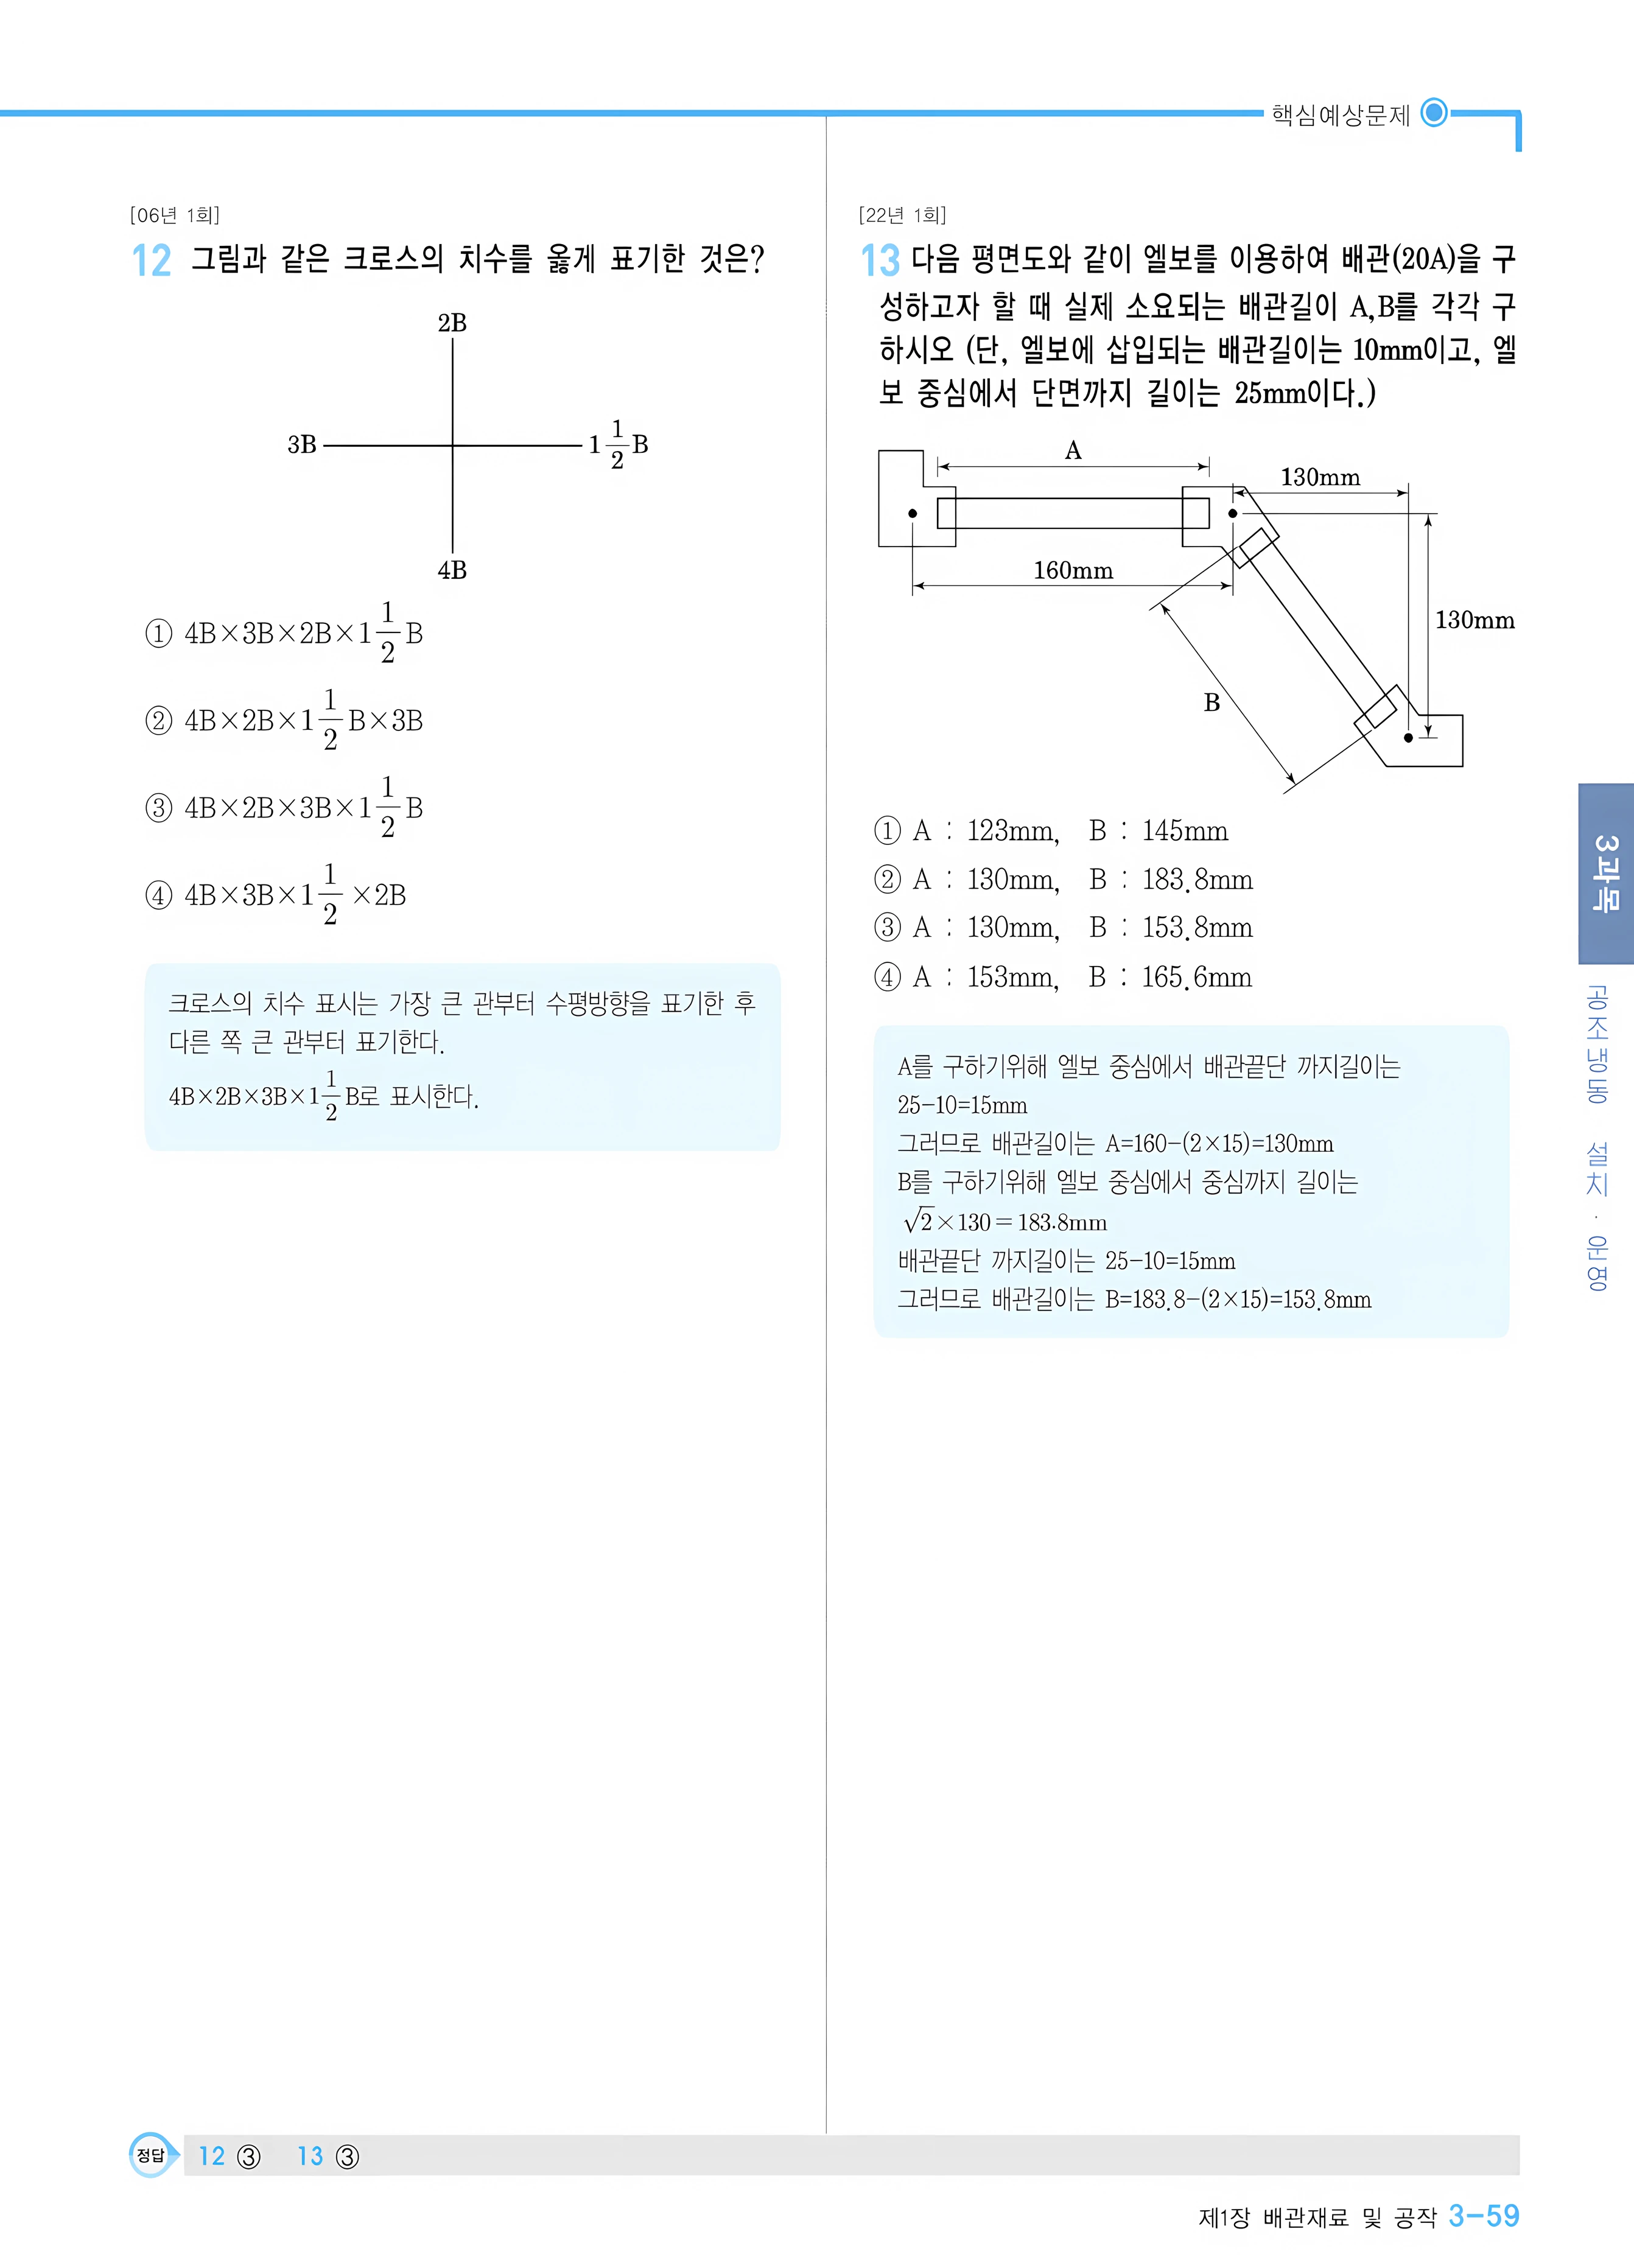 핵심예상문제
[06년 1회]
12 그림과 같은 크로스의 치수를 옳게 표기한 것은?
2B
3B
1 1/2 B
4B
① 4B×3B×2B×1 1/2 B
② 4B×2B×1 1/2 B×3B
③ 4B×2B×3B×1 1/2 B
④ 4B×3B×1 1/2 ×2B
크로스의 치수 표시는 가장 큰 관부터 수평방향을 표기한 후
다른 쪽 큰 관부터 표기한다.
4B×2B×3B×1 1/2 B로 표시한다.
[22년 1회]
13 다음 평면도와 같이 엘보를 이용하여 배관(20A)을 구
성하고자 할 때 실제 소요되는 배관길이 A,B를 각각 구
하시오 (단, 엘보에 삽입되는 배관길이는 10mm이고, 엘
보 중심에서 단면까지 길이는 25mm이다.)
A
130mm
160mm
130mm
B
① A : 123mm, B : 145mm
② A : 130mm, B : 183.8mm
③ A : 130mm, B : 153.8mm
④ A : 153mm, B : 165.6mm
A를 구하기위해 엘보 중심에서 배관끝단 까지길이는
25-10=15mm
그러므로 배관길이는 A=160-(2×15)=130mm
B를 구하기위해 엘보 중심에서 중심까지 길이는
√2×130=183.8mm
배관끝단 까지길이는 25-10=15mm
그러므로 배관길이는 B=183.8-(2×15)=153.8mm
3과목
공조냉동 설치·운영
정답 12 ③ 13 ③
제1장 배관재료 및 공작 3-59